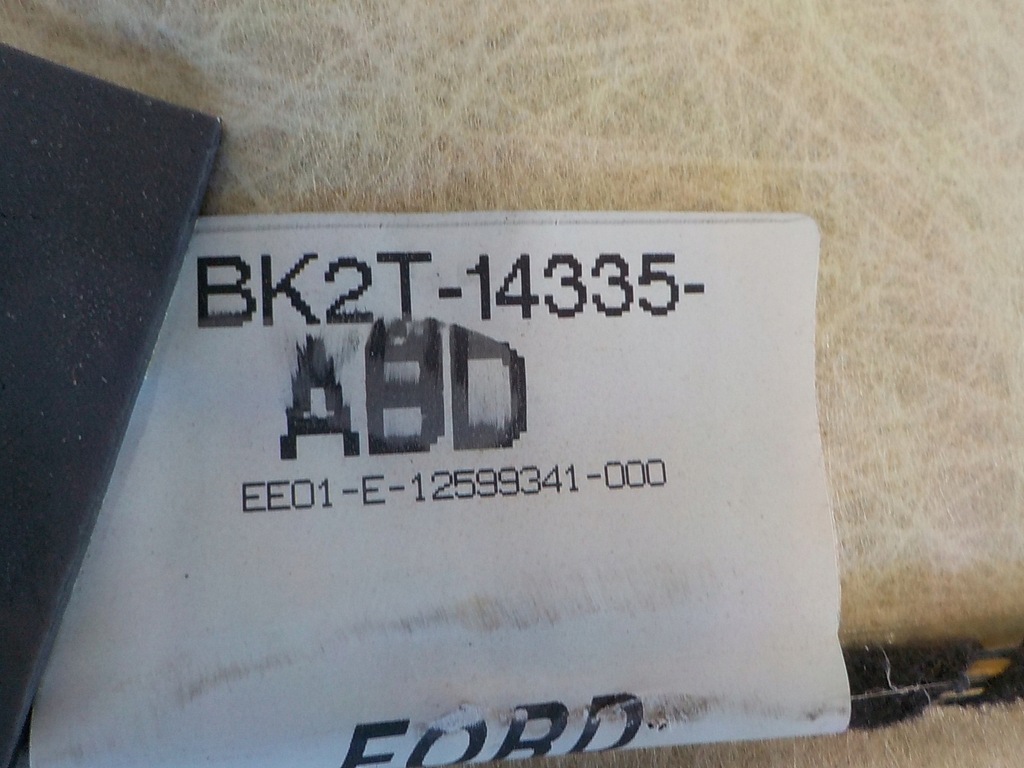 BK2T-14335-
ABD
EE01-E-12599341-000
FORD